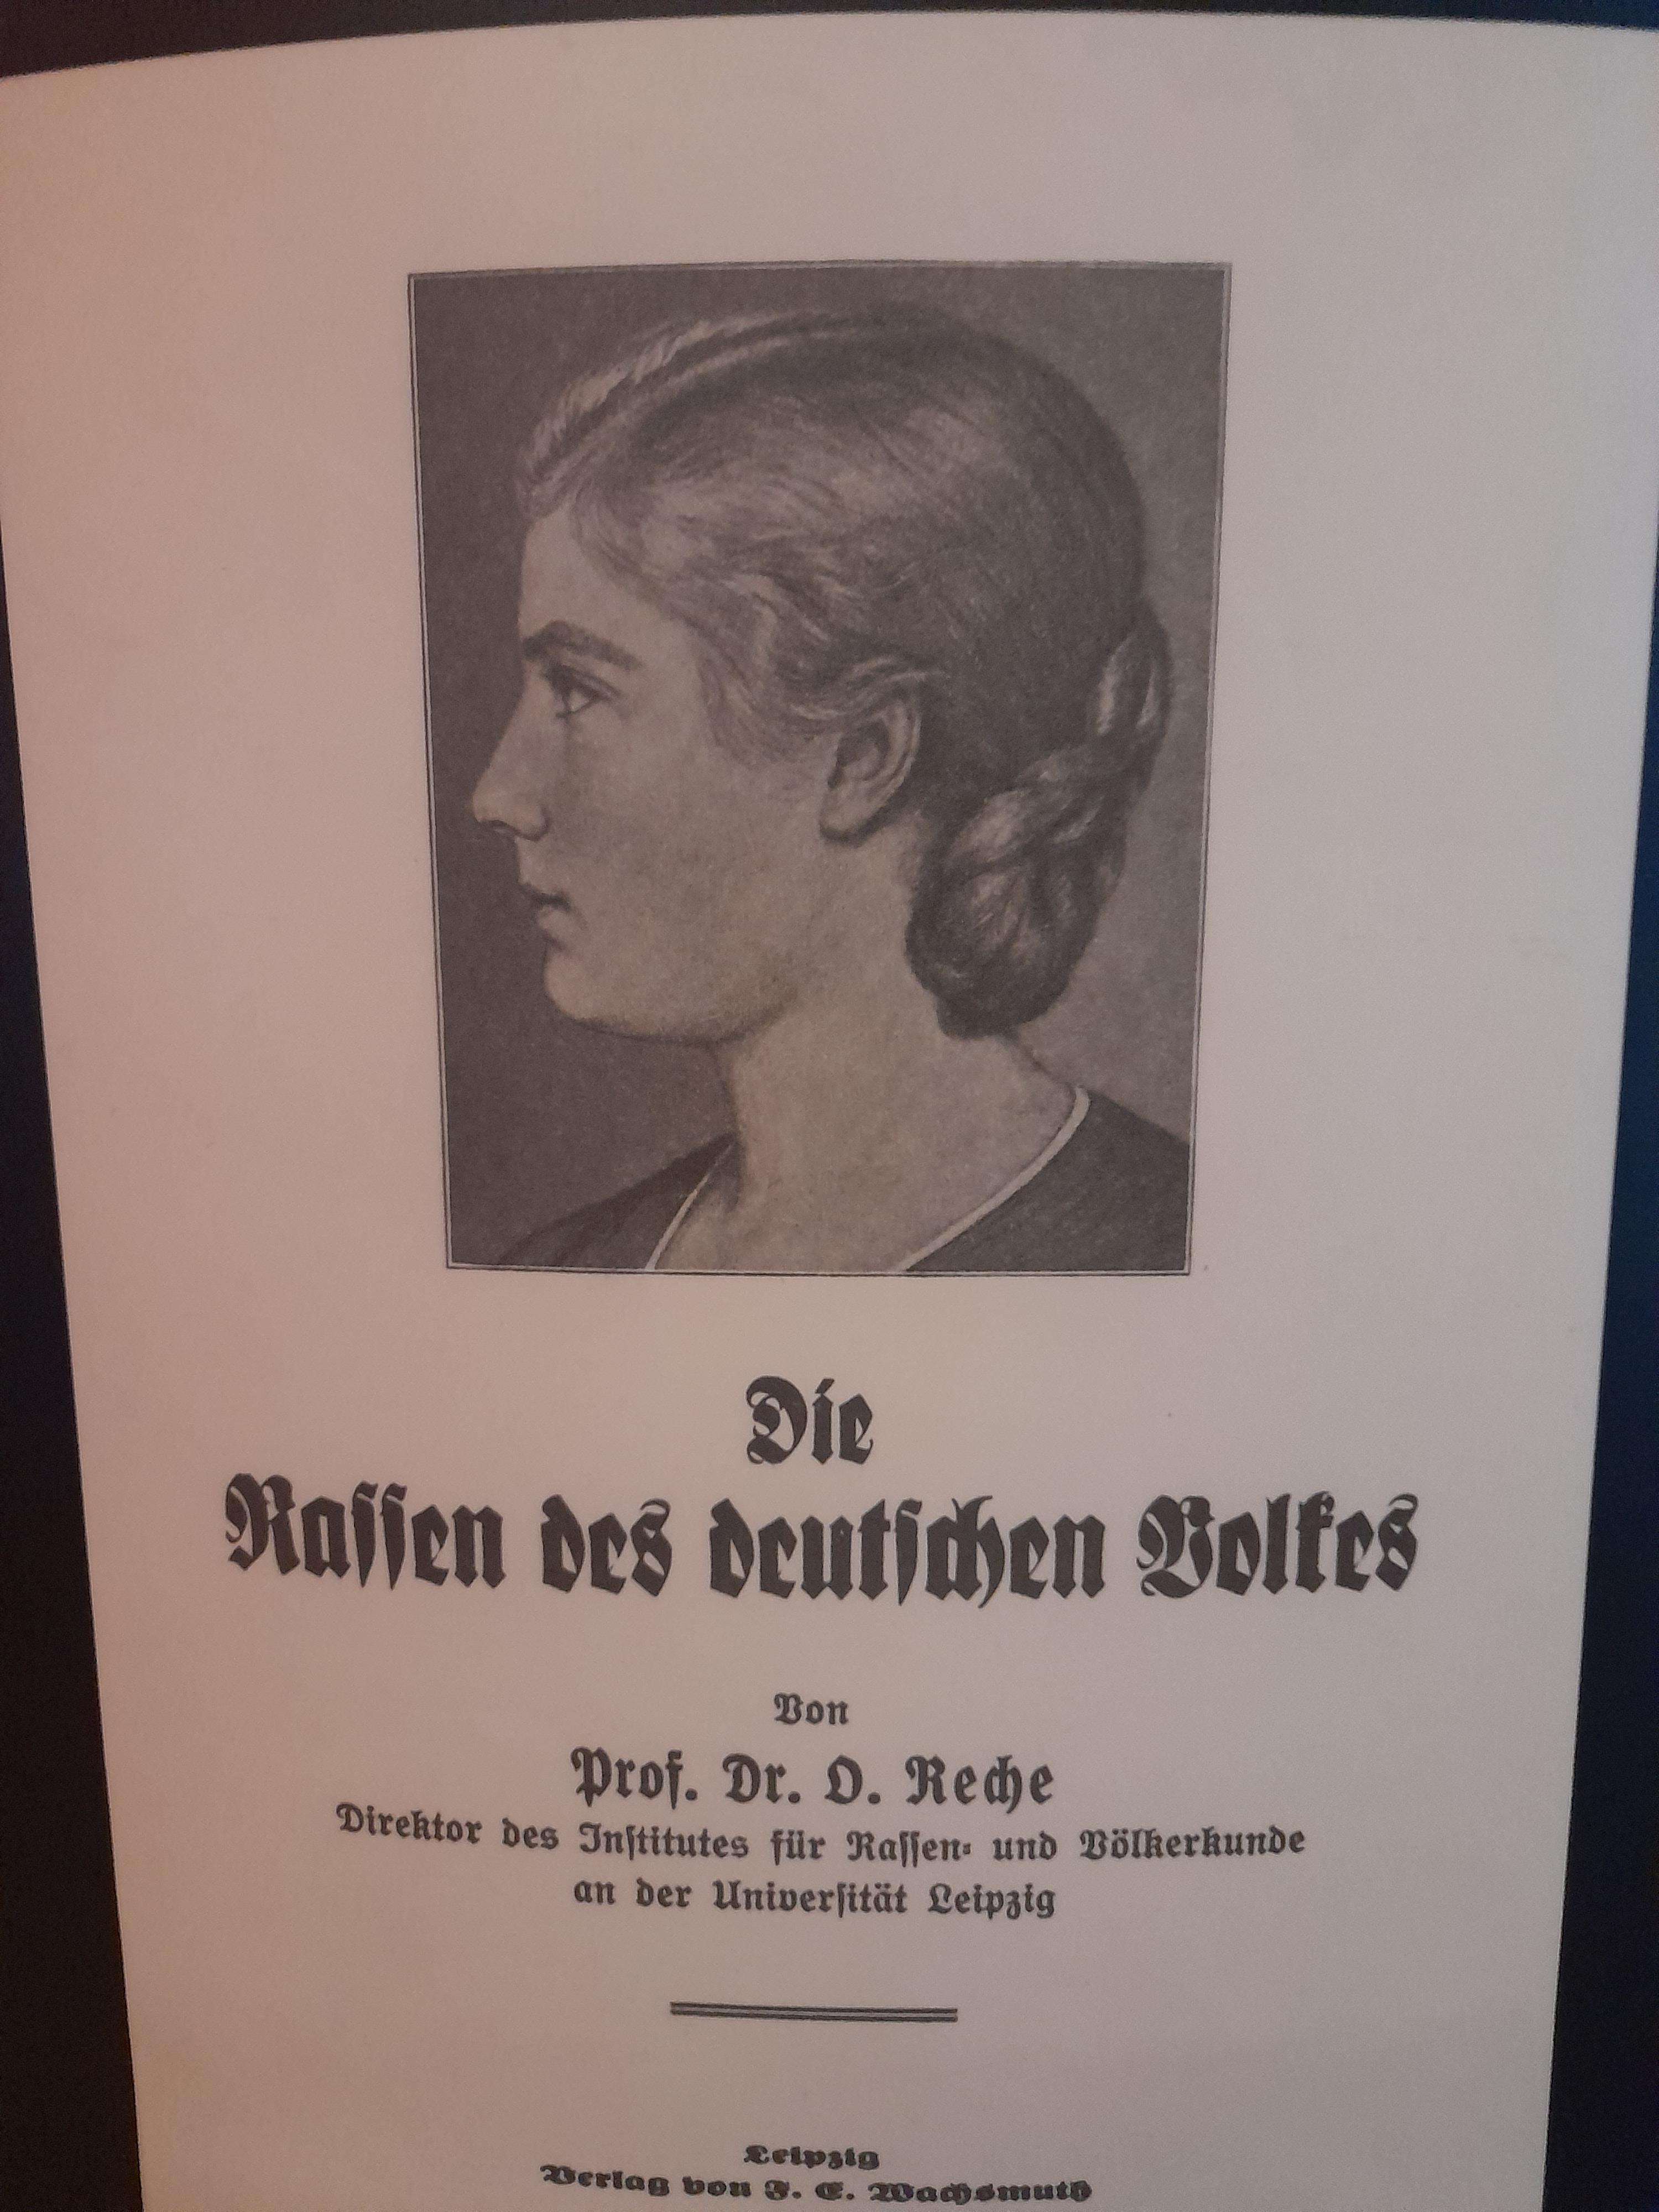 Die
Rassen des deutschen Volkes
Von
Prof. Dr. O. Reche
Direktor des Institutes für Rassen- und Völkerkunde
an der Universität Leipzig
Leipzig
Verlag von F. E. Wachsmuth